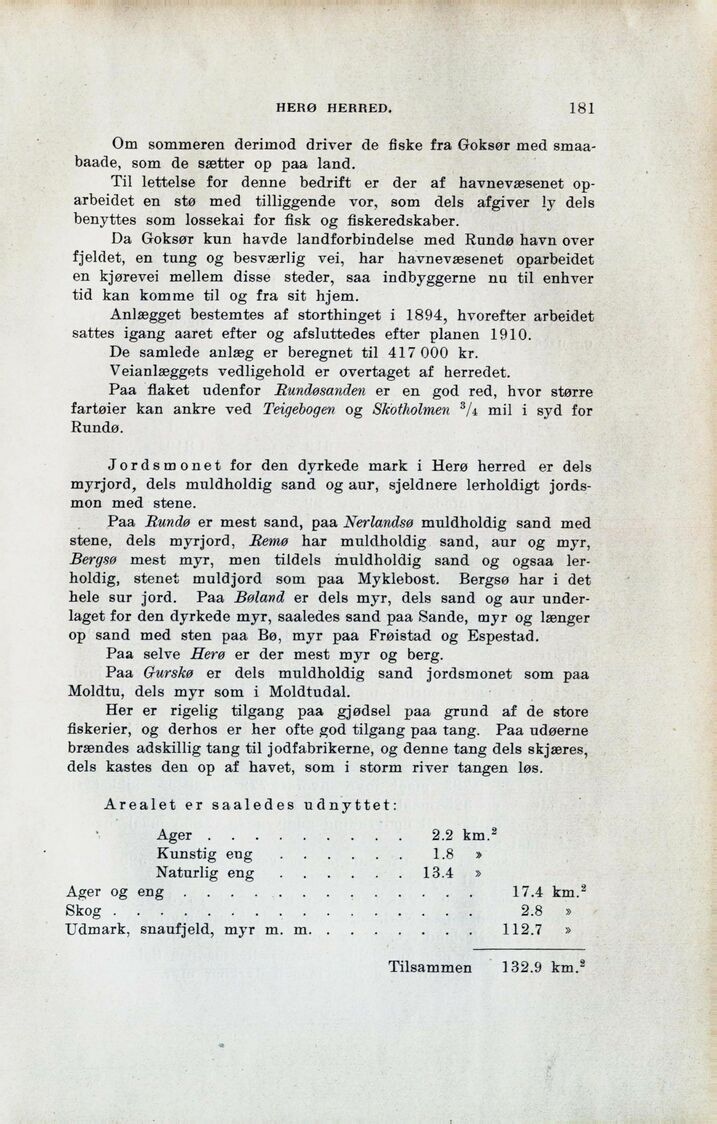 HERØ HERRED. 181
Om sommeren derimod driver de fiske fra Goksør med smaa-
baade, som de sætter op paa land.
Til lettelse for denne bedrift er der af havnevæsenet op-
arbeidet en stø med tilliggende vor, som dels afgiver ly dels
benyttes som lossekai for fisk og fiskeredskaber.
Da Goksør kun havde landforbindelse med Rundø havn over
fjeldet, en tung og besværlig vei, har havnevæsenet oparbeidet
en kjørevei mellem disse steder, saa indbyggerne nu til enhver
tid kan komme til og fra sit hjem.
Anlægget bestemtes af storthinget i 1894, hvorefter arbeidet
sattes igang aaret efter og afsluttedes efter planen 1910.
De samlede anlæg er beregnet til 417 000 kr.
Veianlæggets vedligehold er overtaget af herredet.
Paa flaket udenfor Rundøsanden er en god red, hvor større
fartøier kan ankre ved Teigebogen og Skotholmen ³/₄ mil i syd for
Rundø.
Jordsmonet for den dyrkede mark i Herø herred er dels
myrjord, dels muldholdig sand og aur, sjeldnere lerholdigt jords-
mon med stene.
Paa Rundø er mest sand, paa Nerlandsø muldholdig sand med
stene, dels myrjord, Remø har muldholdig sand, aur og myr,
Bergsø mest myr, men tildels muldholdig sand og ogsaa ler-
holdig, stenet muldjord som paa Myklebost. Bergsø har i det
hele sur jord. Paa Bøland er dels myr, dels sand og aur under-
laget for den dyrkede myr, saaledes sand paa Sande, myr og længer
op sand med sten paa Bø, myr paa Frøistad og Espestad.
Paa selve Herø er der mest myr og berg.
Paa Gurskø er dels muldholdig sand jordsmonet som paa
Moldtu, dels myr som i Moldtudal.
Her er rigelig tilgang paa gjødsel paa grund af de store
fiskerier, og derhos er her ofte god tilgang paa tang. Paa udøerne
brændes adskillig tang til jodfabrikerne, og denne tang dels skjæres,
dels kastes den op af havet, som i storm river tangen løs.
Arealet er saaledes udnyttet:
Ager . . . . . . . . . 2.2 km.²
Kunstig eng . . . . . . 1.8 »
Naturlig eng . . . . . . 13.4 »
Ager og eng . . . . . . . . . . . . . 17.4 km.²
Skog . . . . . . . . . . . . . . . . 2.8 »
Udmark, snaufjeld, myr m. m. . . . . . . . 112.7 »
Tilsammen 132.9 km.²